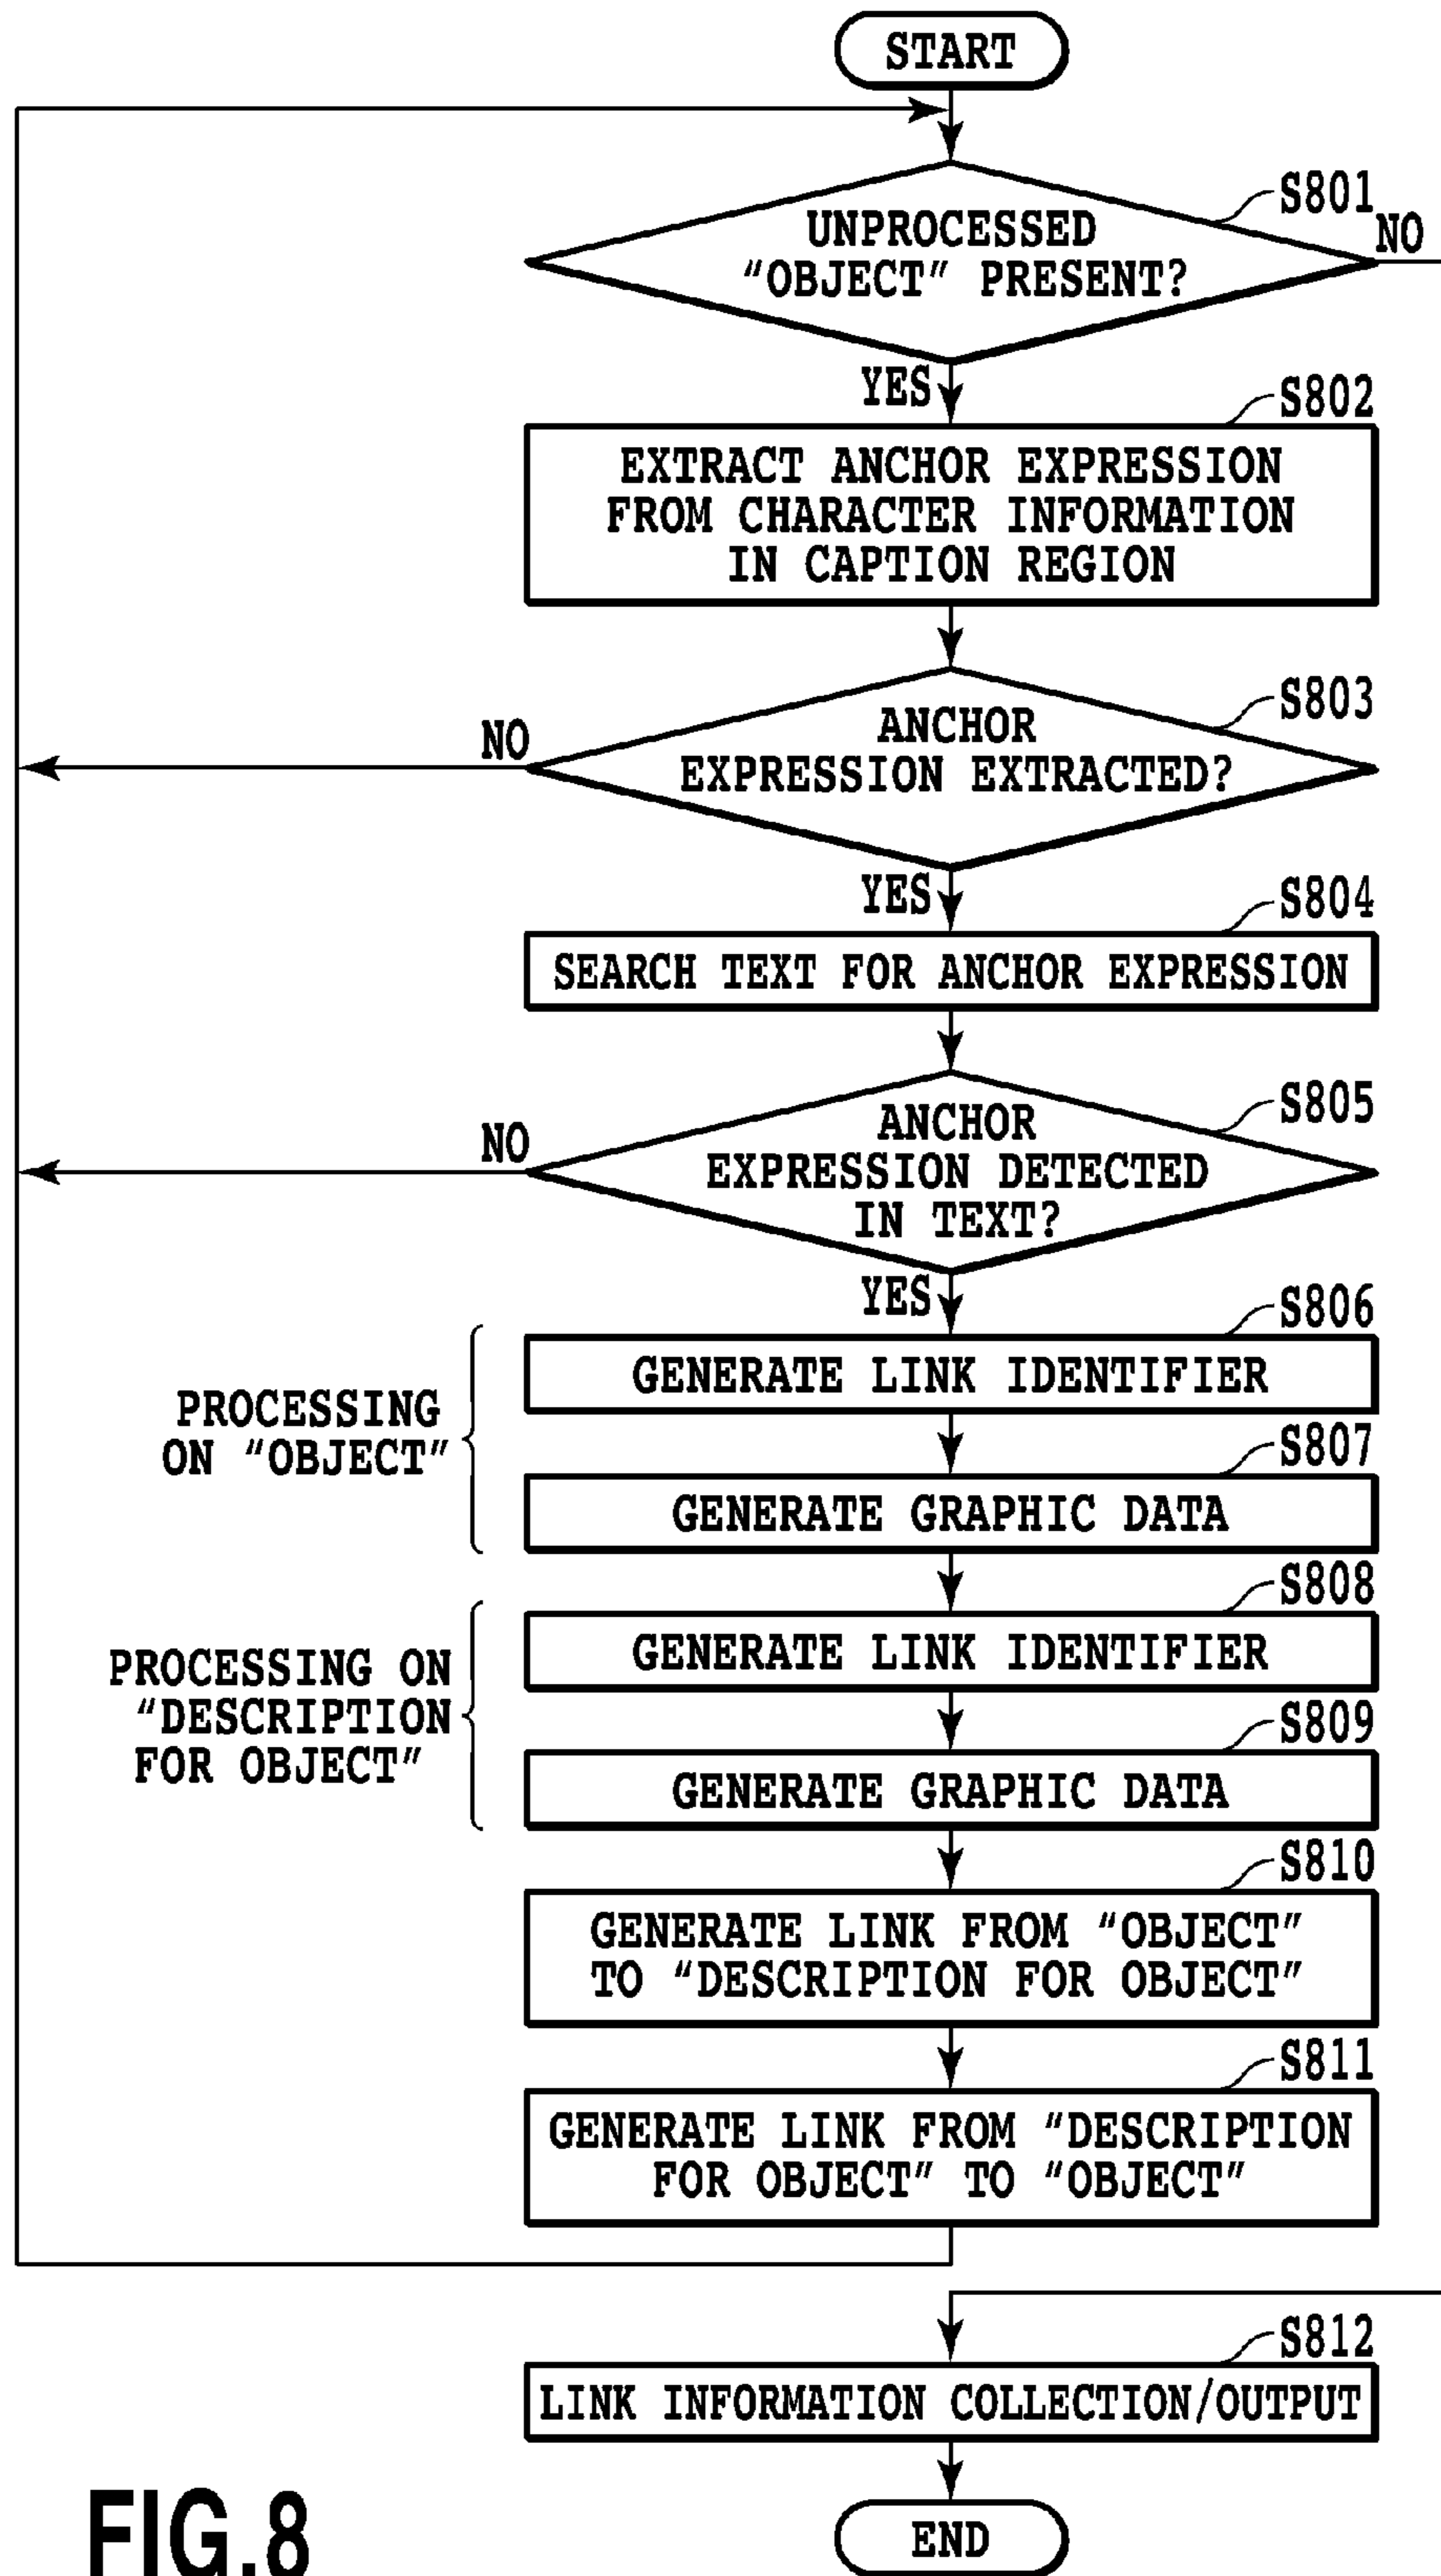 START
S801
UNPROCESSED
“OBJECT” PRESENT?
NO
YES
S802
EXTRACT ANCHOR EXPRESSION
FROM CHARACTER INFORMATION
IN CAPTION REGION
S803
ANCHOR
EXPRESSION EXTRACTED?
NO
YES
S804
SEARCH TEXT FOR ANCHOR EXPRESSION
S805
ANCHOR
EXPRESSION DETECTED
IN TEXT?
NO
YES
PROCESSING
ON “OBJECT”
S806
GENERATE LINK IDENTIFIER
S807
GENERATE GRAPHIC DATA
PROCESSING ON
“DESCRIPTION
FOR OBJECT”
S808
GENERATE LINK IDENTIFIER
S809
GENERATE GRAPHIC DATA
S810
GENERATE LINK FROM “OBJECT”
TO “DESCRIPTION FOR OBJECT”
S811
GENERATE LINK FROM “DESCRIPTION
FOR OBJECT” TO “OBJECT”
S812
LINK INFORMATION COLLECTION/OUTPUT
END
FIG.8